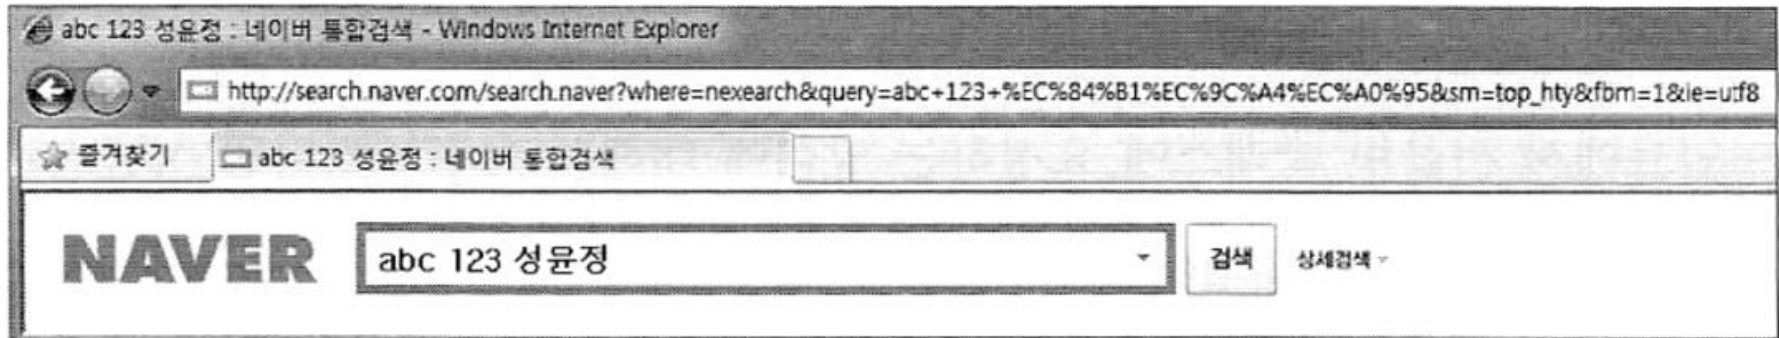 abc 123 성윤정 : 네이버 통합검색 - Windows Internet Explorer
http://search.naver.com/search.naver?where=nexearch&query=abc+123+%EC%84%B1%EC%9C%A4%EC%A0%95&sm=top_hty&fbm=1&ie=utf8
즐겨찾기 abc 123 성윤정 : 네이버 통합검색
NAVER abc 123 성윤정 검색 상세검색